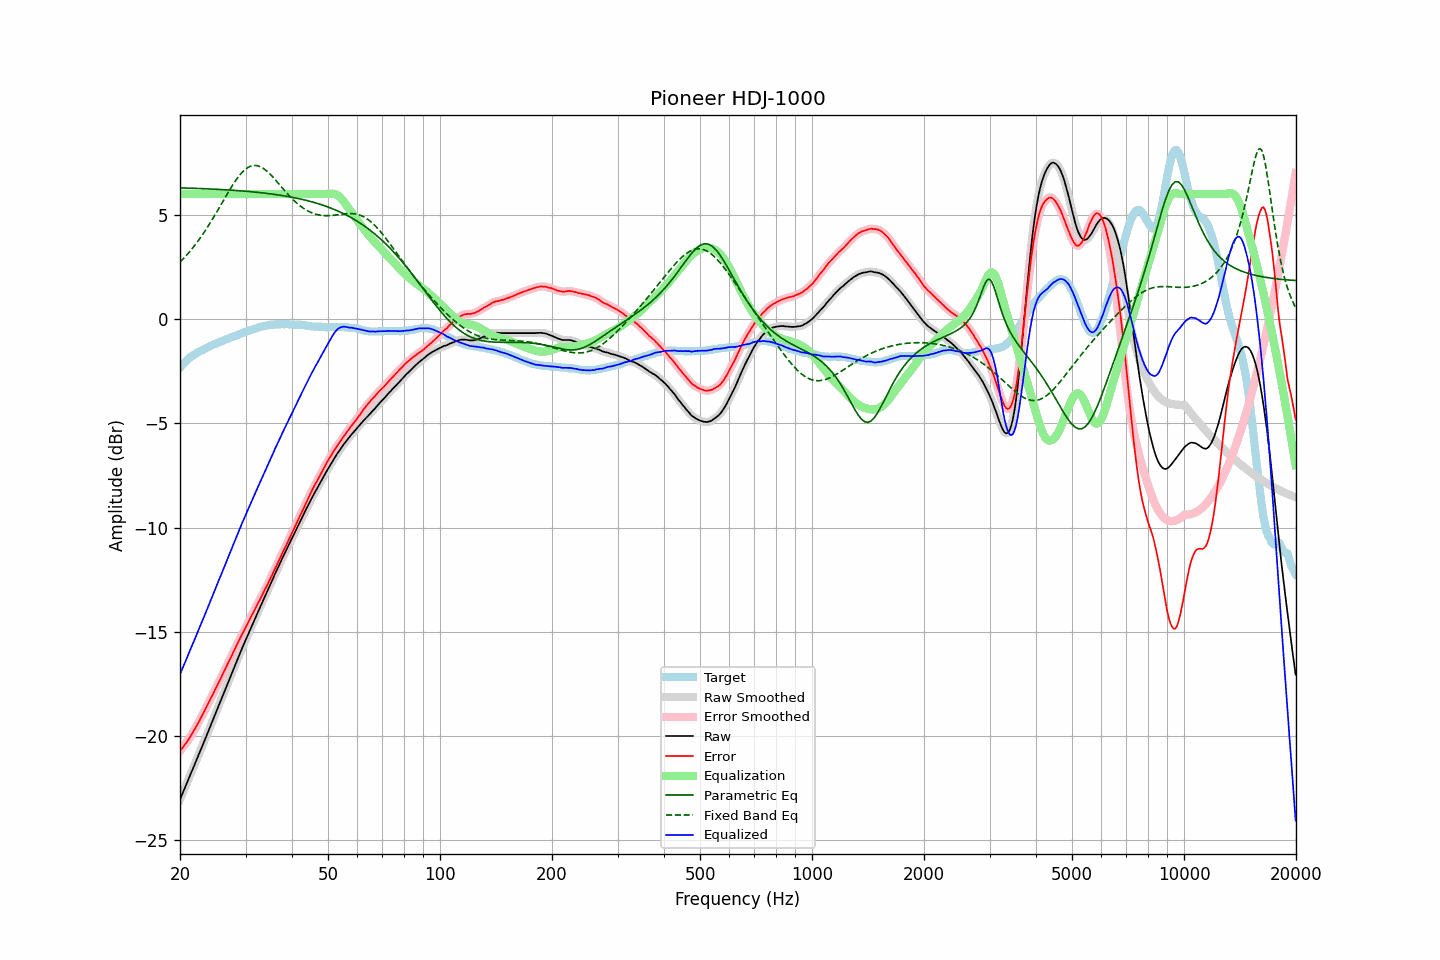 Pioneer HDJ-1000
Amplitude (dBr)
5
0
−5
−10
−15
−20
−25
20
50
100
200
500
1000
2000
5000
10000
20000
Frequency (Hz)
Target
Raw Smoothed
Error Smoothed
Raw
Error
Equalization
Parametric Eq
Fixed Band Eq
Equalized